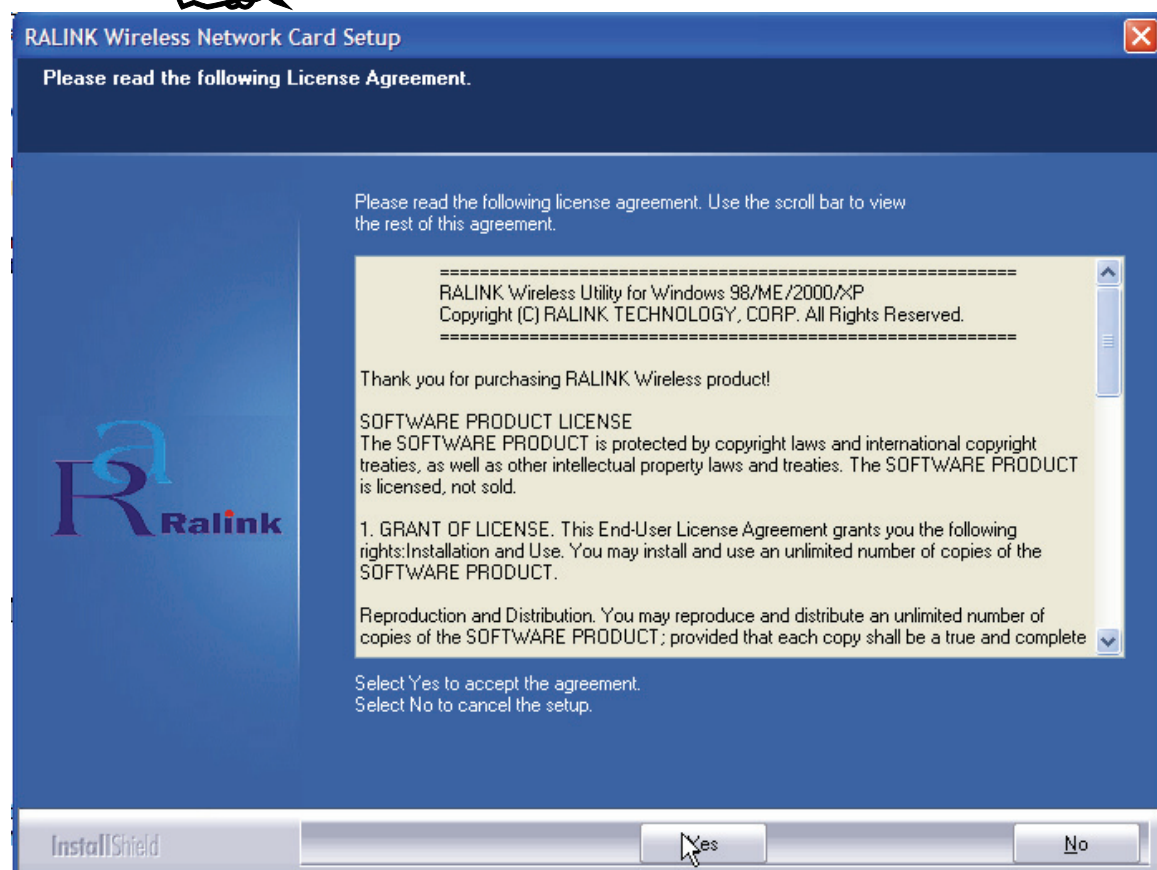 RALINK Wireless Network Card Setup
Please read the following License Agreement.
Please read the following license agreement. Use the scroll bar to view
the rest of this agreement.
===========================================================
RALINK Wireless Utility for Windows 98/ME/2000/XP
Copyright (C) RALINK TECHNOLOGY, CORP. All Rights Reserved.
===========================================================
Thank you for purchasing RALINK Wireless product!
SOFTWARE PRODUCT LICENSE
The SOFTWARE PRODUCT is protected by copyright laws and international copyright
treaties, as well as other intellectual property laws and treaties. The SOFTWARE PRODUCT
is licensed, not sold.
1. GRANT OF LICENSE. This End-User License Agreement grants you the following
rights:Installation and Use. You may install and use an unlimited number of copies of the
SOFTWARE PRODUCT.
Reproduction and Distribution. You may reproduce and distribute an unlimited number of
copies of the SOFTWARE PRODUCT; provided that each copy shall be a true and complete
Ra
Ralink
Select Yes to accept the agreement.
Select No to cancel the setup.
InstallShield
Yes
No